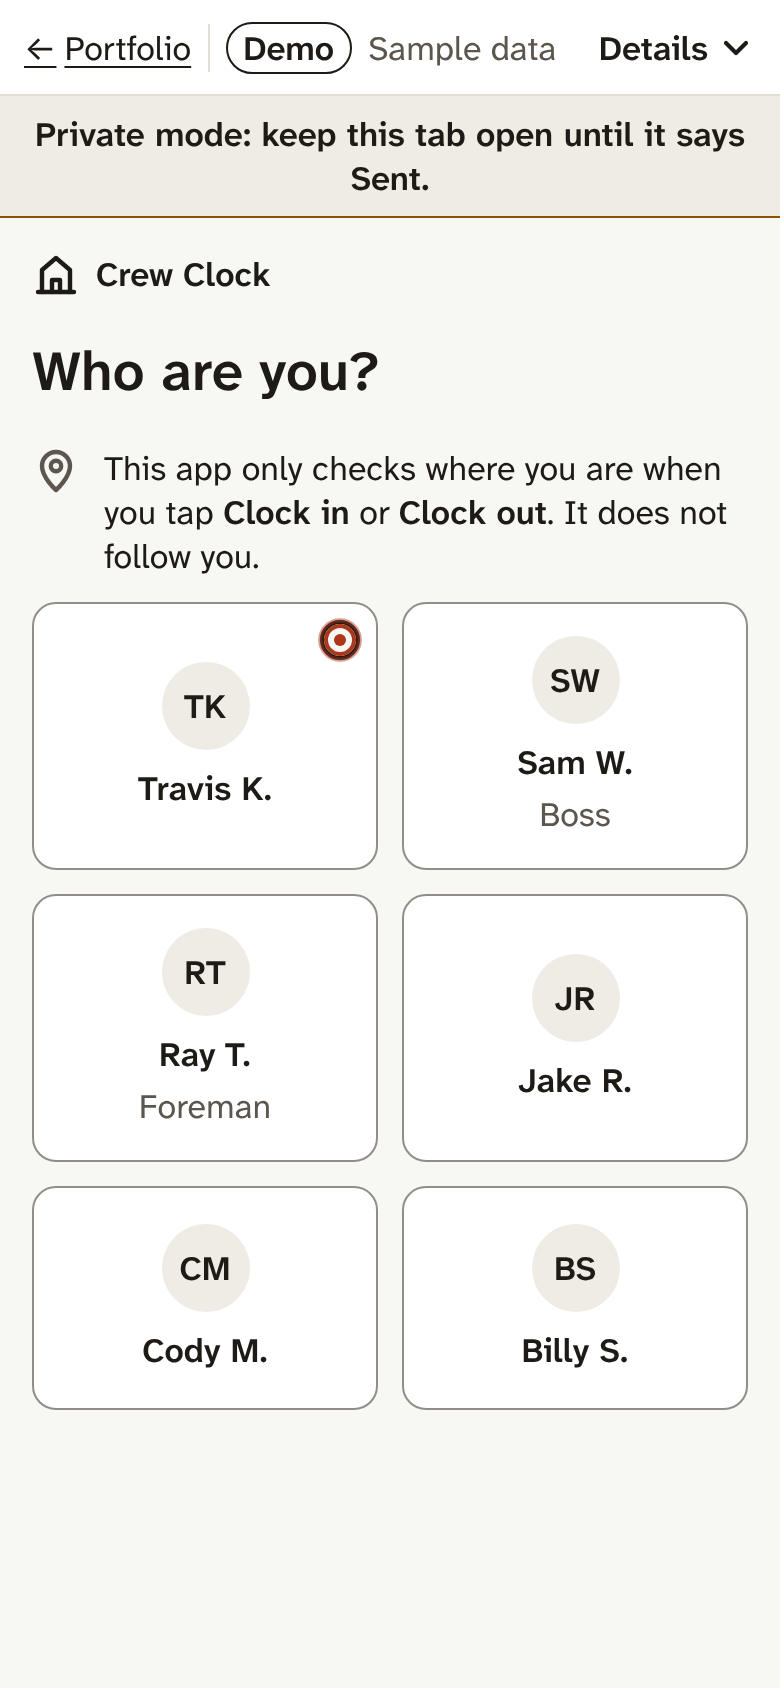 ← Portfolio Demo Sample data Details
Private mode: keep this tab open until it says
Sent.
Crew Clock
Who are you?
This app only checks where you are when
you tap Clock in or Clock out. It does not
follow you.
TK
Travis K.
SW
Sam W.
Boss
RT
Ray T.
Foreman
JR
Jake R.
CM
Cody M.
BS
Billy S.